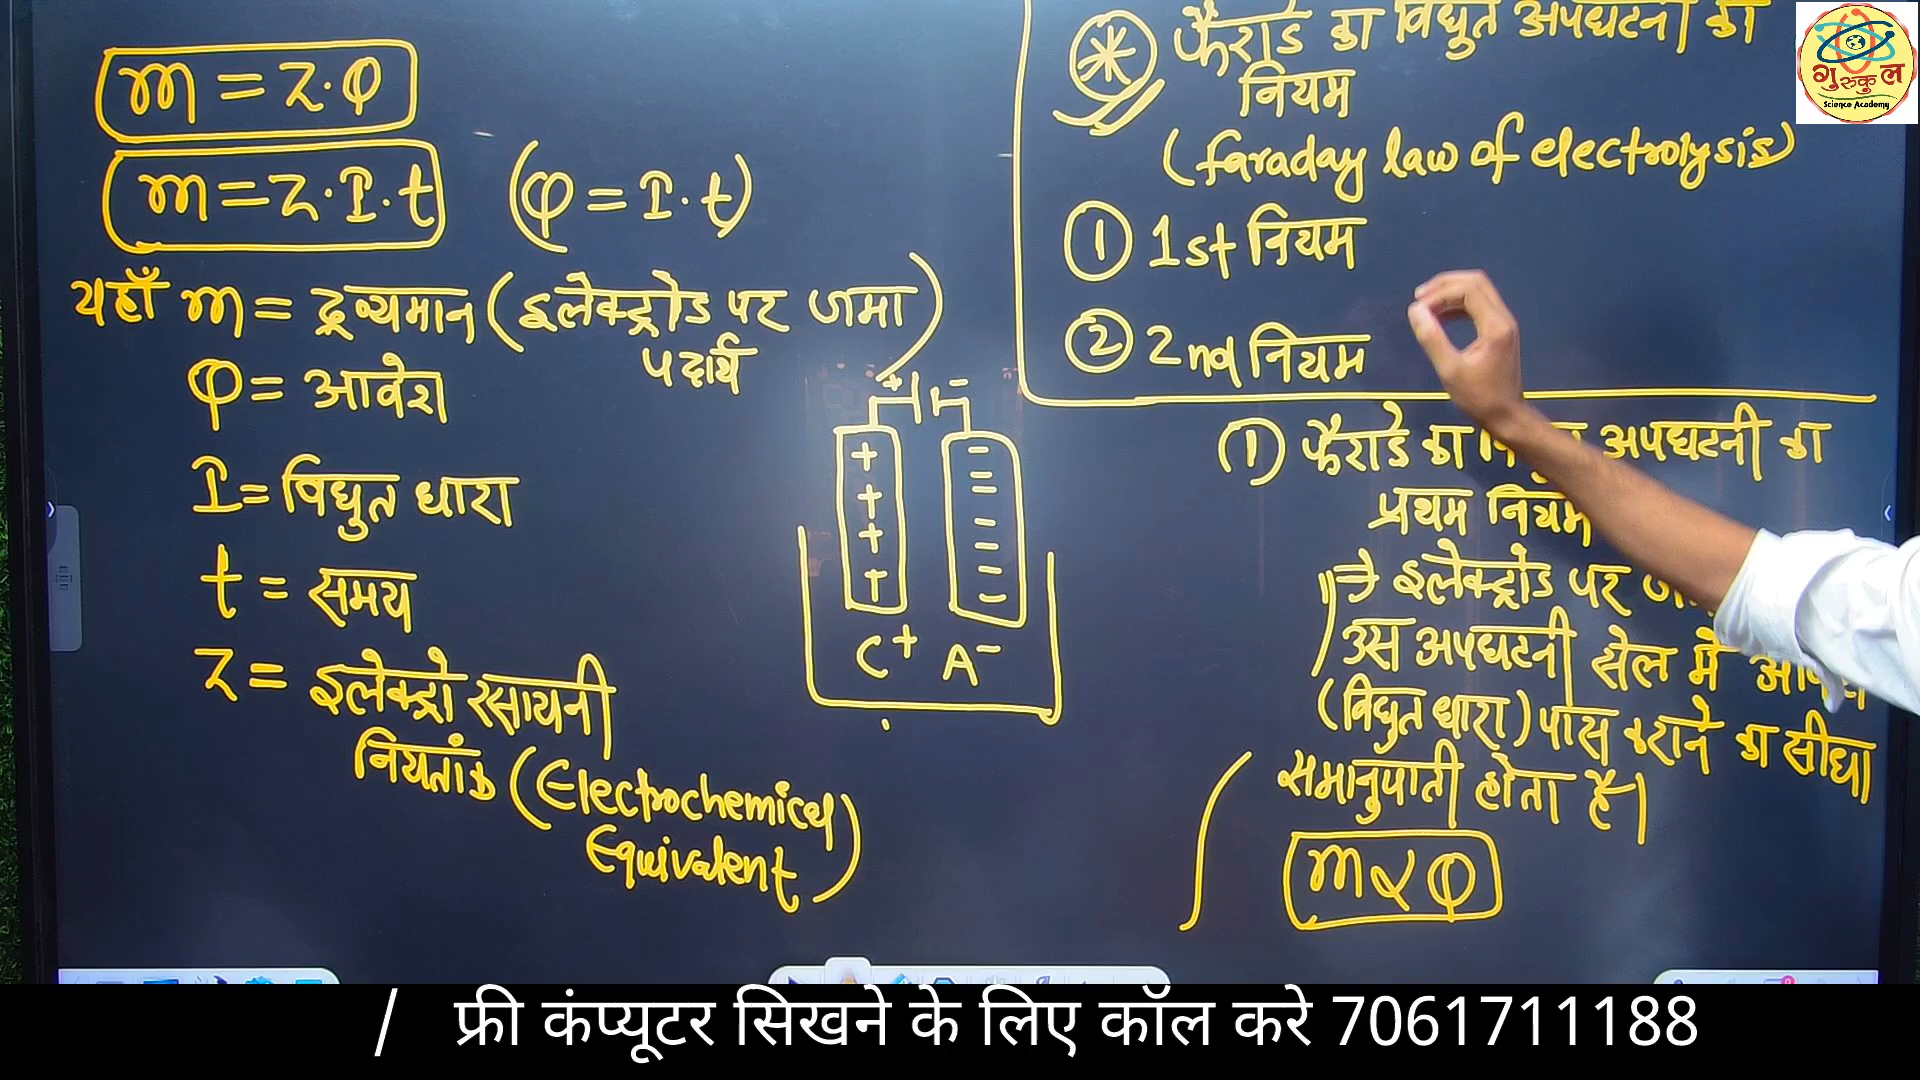 m = Z·Q
m = Z·I·t (Q = I·t)
यहाँ m = द्रव्यमान (इलेक्ट्रोड पर जमा
पदार्थ)
Q = आवेश
I = विधुत धारा
t = समय
Z = इलेक्ट्रो रसायनी
नियतांक (Electrochemical
Equivalent)
+ -
+ -
+ -
+ -
+ -
-
-
C+ A-
फैराडे का विधुत अपघटनी का
नियम
(faraday law of electrolysis)
① 1st नियम
② 2nd नियम
(1) फैराडे का अपघटनी का
प्रथम नियम
→ इलेक्ट्रोड पर
उस अपघटनी सेल में
(विधुत धारा) पास कराने का सीधा
समानुपाती होता है।
m α Q
गुरुकुल
Science Academy
/ फ्री कंप्यूटर सिखने के लिए कॉल करे 7061711188